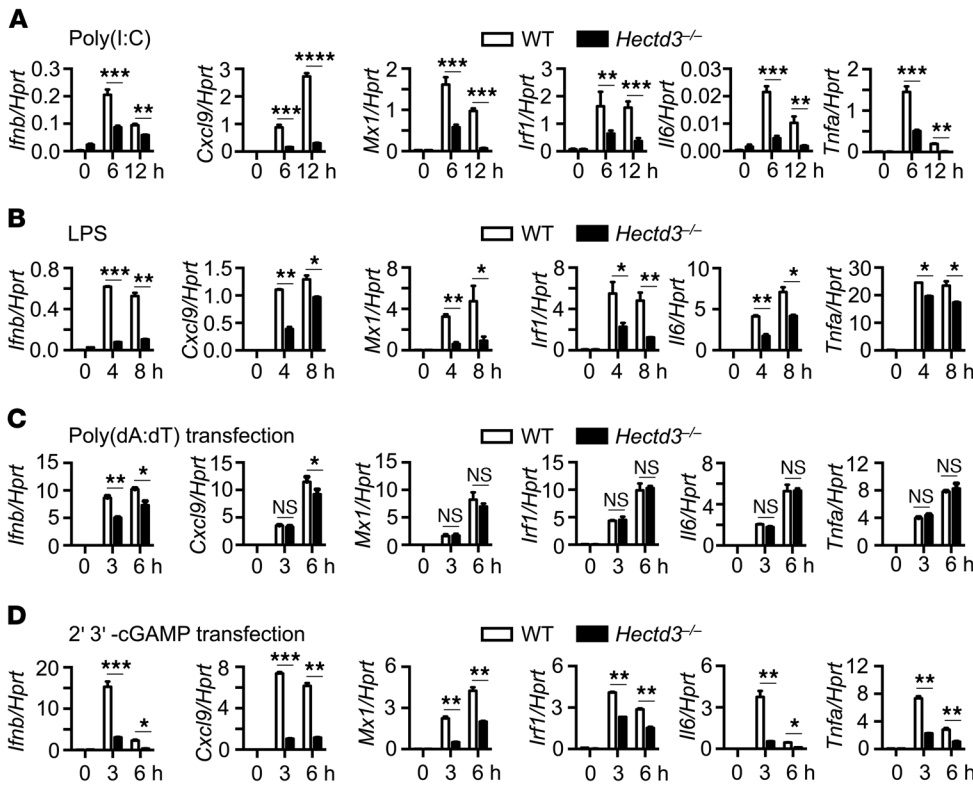 A
Poly(I:C)
WT
Hectd3–/–
Ifnb/Hprt
0.3
0.2
0.1
0.0
***
**
0 6 12 h
Cxcl9/Hprt
3
2
1
0
***
****
0 6 12 h
Mx1/Hprt
2
1
0
***
***
0 6 12 h
Irf1/Hprt
3
2
1
0
**
***
0 6 12 h
Il6/Hprt
0.03
0.02
0.01
0.00
***
**
0 6 12 h
Tnfa/Hprt
2
1
0
***
**
0 6 12 h
B
LPS
WT
Hectd3–/–
Ifnb/Hprt
0.8
0.4
0.0
***
**
0 4 8 h
Cxcl9/Hprt
1.5
1.0
0.5
0.0
**
*
0 4 8 h
Mx1/Hprt
10
5
0
**
*
0 4 8 h
Irf1/Hprt
10
5
0
*
**
0 4 8 h
Il6/Hprt
10
5
0
**
*
0 4 8 h
Tnfa/Hprt
30
20
10
0
*
*
0 4 8 h
C
Poly(dA:dT) transfection
WT
Hectd3–/–
Ifnb/Hprt
15
10
5
0
**
*
0 3 6 h
Cxcl9/Hprt
15
10
5
0
NS
*
0 3 6 h
Mx1/Hprt
15
10
5
0
NS
NS
0 3 6 h
Irf1/Hprt
15
10
5
0
NS
NS
0 3 6 h
Il6/Hprt
8
6
4
2
0
NS
NS
0 3 6 h
Tnfa/Hprt
12
8
4
0
NS
NS
0 3 6 h
D
2' 3' -cGAMP transfection
WT
Hectd3–/–
Ifnb/Hprt
20
10
0
***
*
0 3 6 h
Cxcl9/Hprt
8
4
0
***
**
0 3 6 h
Mx1/Hprt
6
3
0
**
**
0 3 6 h
Irf1/Hprt
6
4
2
0
**
**
0 3 6 h
Il6/Hprt
6
3
0
**
*
0 3 6 h
Tnfa/Hprt
12
8
4
0
**
**
0 3 6 h